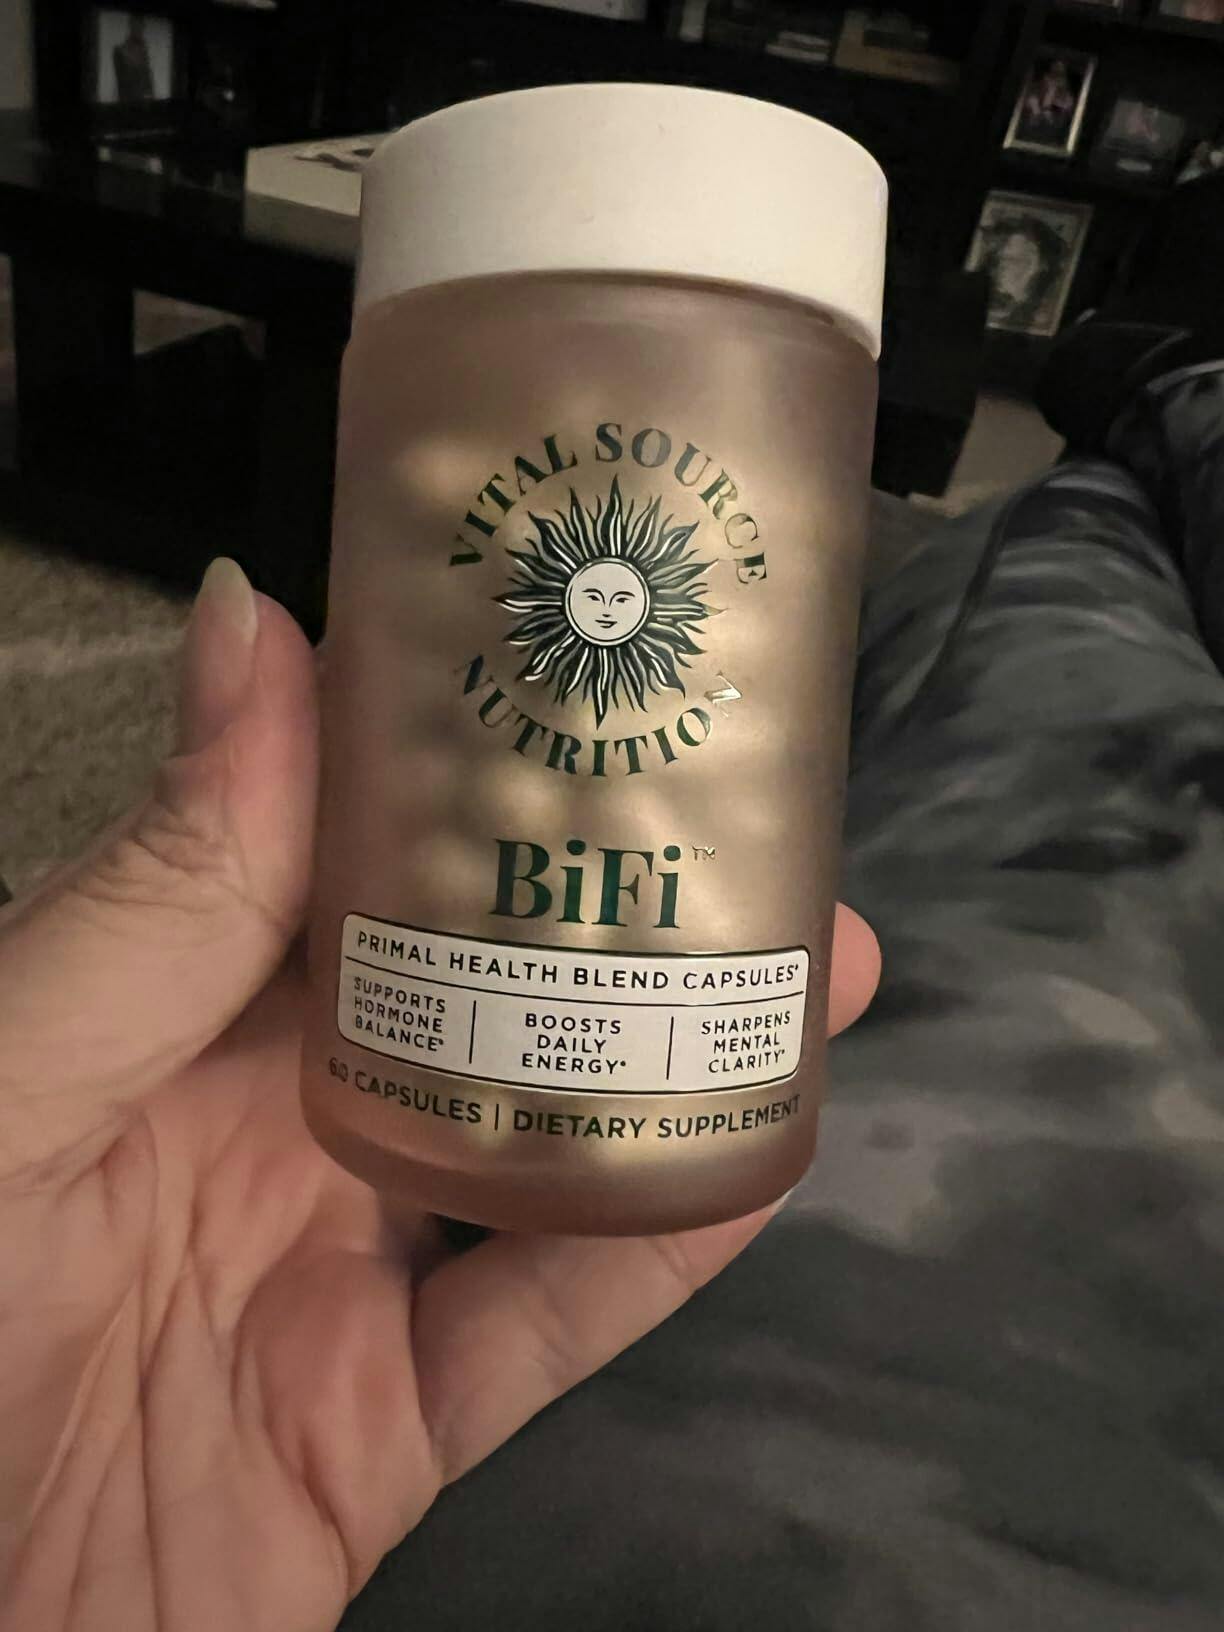 VITAL SOURCE
NUTRITION
BiFi™
PRIMAL HEALTH BLEND CAPSULES*
SUPPORTS
HORMONE
BALANCE*
BOOSTS
DAILY
ENERGY*
SHARPENS
MENTAL
CLARITY*
60 CAPSULES | DIETARY SUPPLEMENT